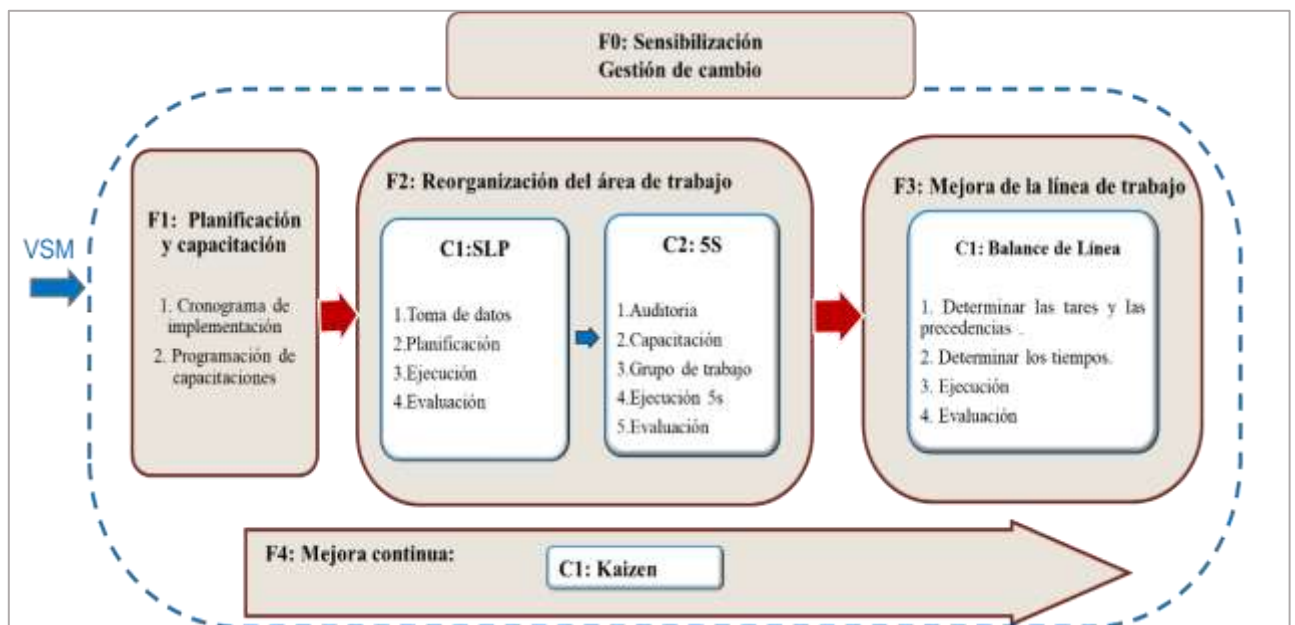 F0: Sensibilización
Gestión de cambio
VSM
F1: Planificación
y capacitación
1. Cronograma de
implementación
2. Programación de
capacitaciones
F2: Reorganización del área de trabajo
C1:SLP
1.Toma de datos
2.Planificación
3.Ejecución
4.Evaluación
C2: 5S
1.Auditoria
2.Capacitación
3.Grupo de trabajo
4.Ejecución 5s
5.Evaluación
F3: Mejora de la línea de trabajo
C1: Balance de Línea
1. Determinar las tares y las
precedencias .
2. Determinar los tiempos.
3. Ejecución
4. Evaluación
F4: Mejora continua:
C1: Kaizen